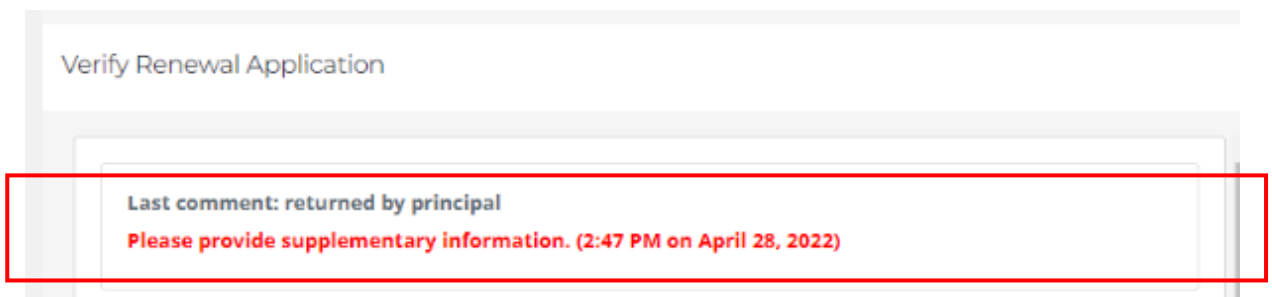 Verify Renewal Application
Last comment: returned by principal
Please provide supplementary information. (2:47 PM on April 28, 2022)